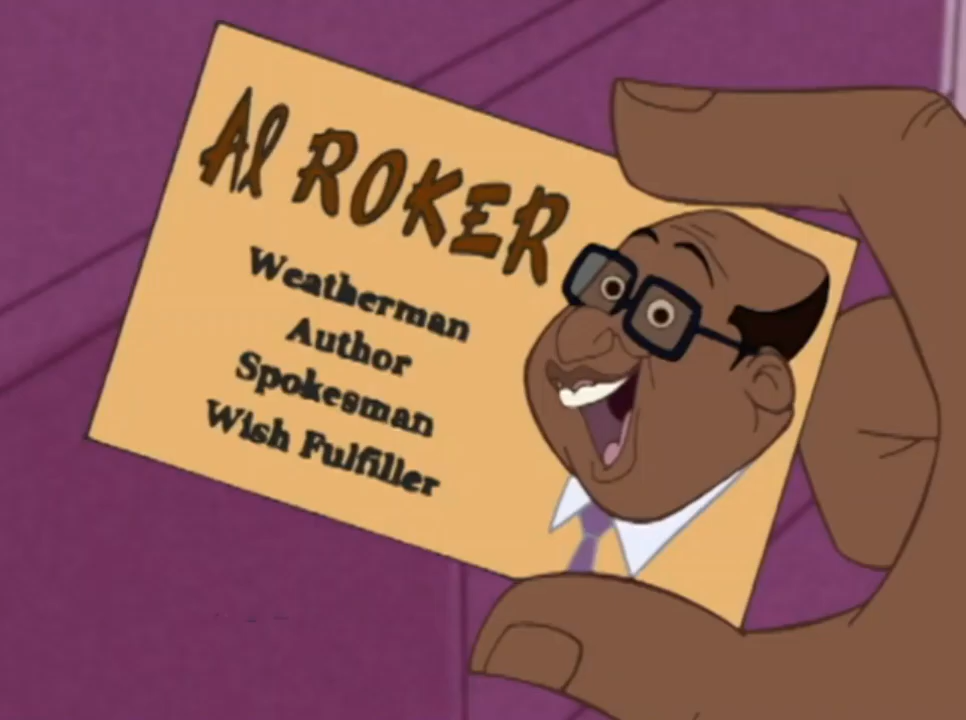 Al ROKER
Weatherman
Author
Spokesman
Wish Fulfiller